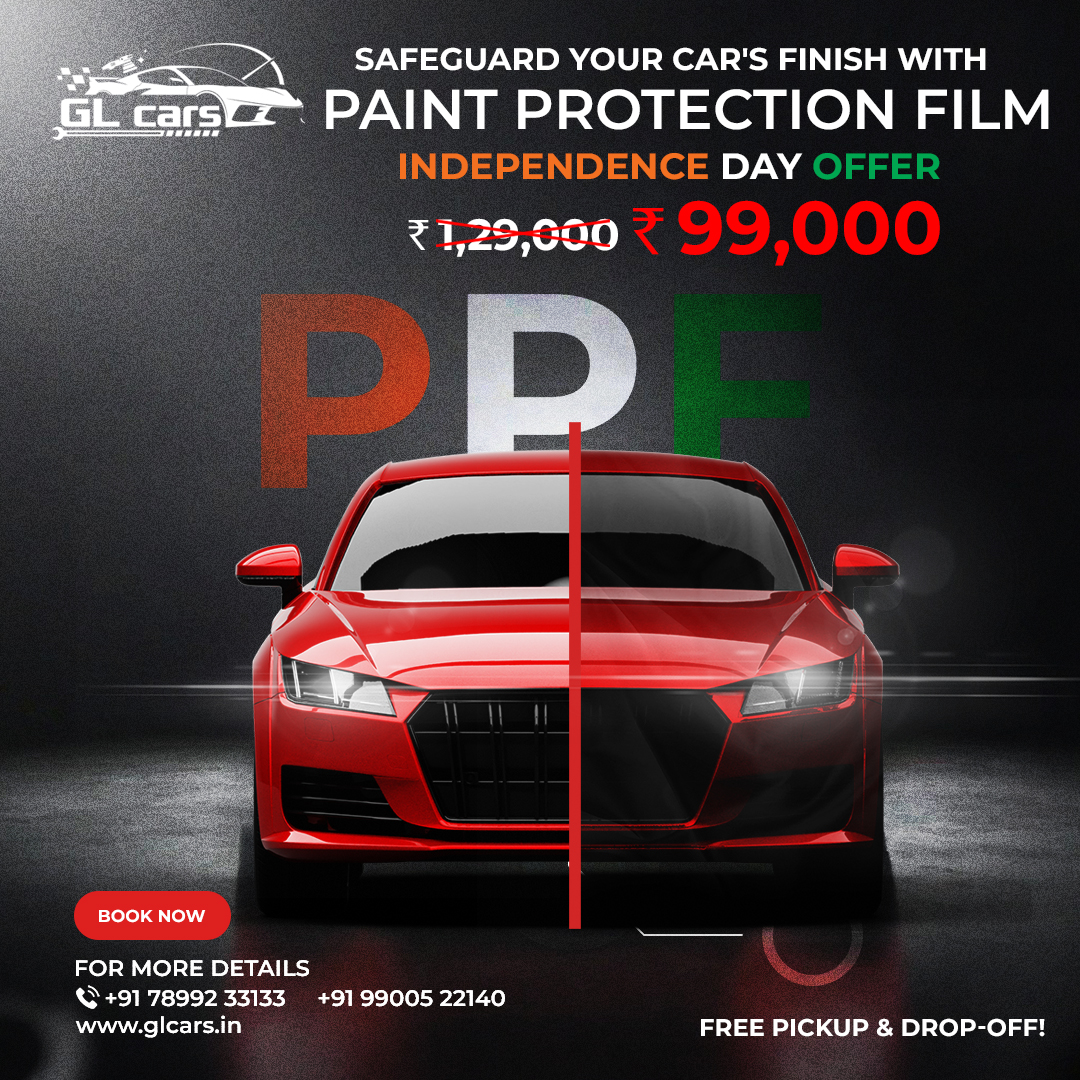 GL cars
SAFEGUARD YOUR CAR'S FINISH WITH
PAINT PROTECTION FILM
INDEPENDENCE DAY OFFER
₹ 1,29,000 ₹ 99,000
PPF
BOOK NOW
FOR MORE DETAILS
+91 78992 33133 +91 99005 22140
www.glcars.in
FREE PICKUP & DROP-OFF!